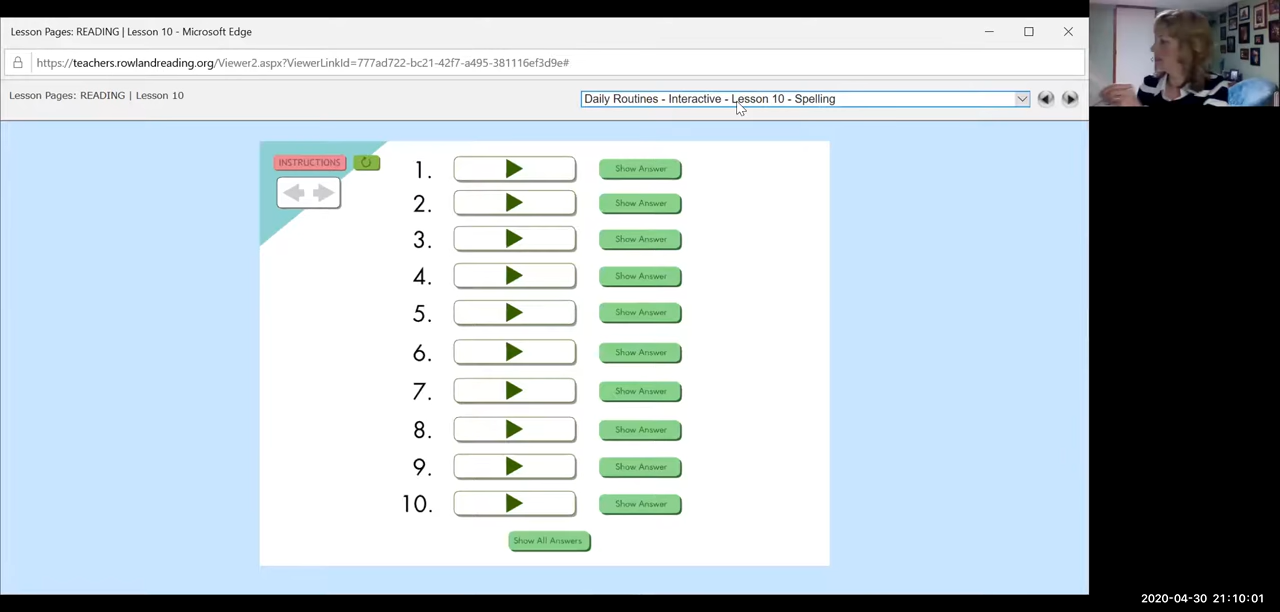 Lesson Pages: READING | Lesson 10 - Microsoft Edge
https://teachers.rowlandreading.org/Viewer2.aspx?ViewerLinkId=777ad722-bc21-42f7-a495-381116ef3d9e#
Lesson Pages: READING | Lesson 10
Daily Routines - Interactive - Lesson 10 - Spelling
INSTRUCTIONS
1. Show Answer
2. Show Answer
3. Show Answer
4. Show Answer
5. Show Answer
6. Show Answer
7. Show Answer
8. Show Answer
9. Show Answer
10. Show Answer
Show All Answers
2020-04-30 21:10:01